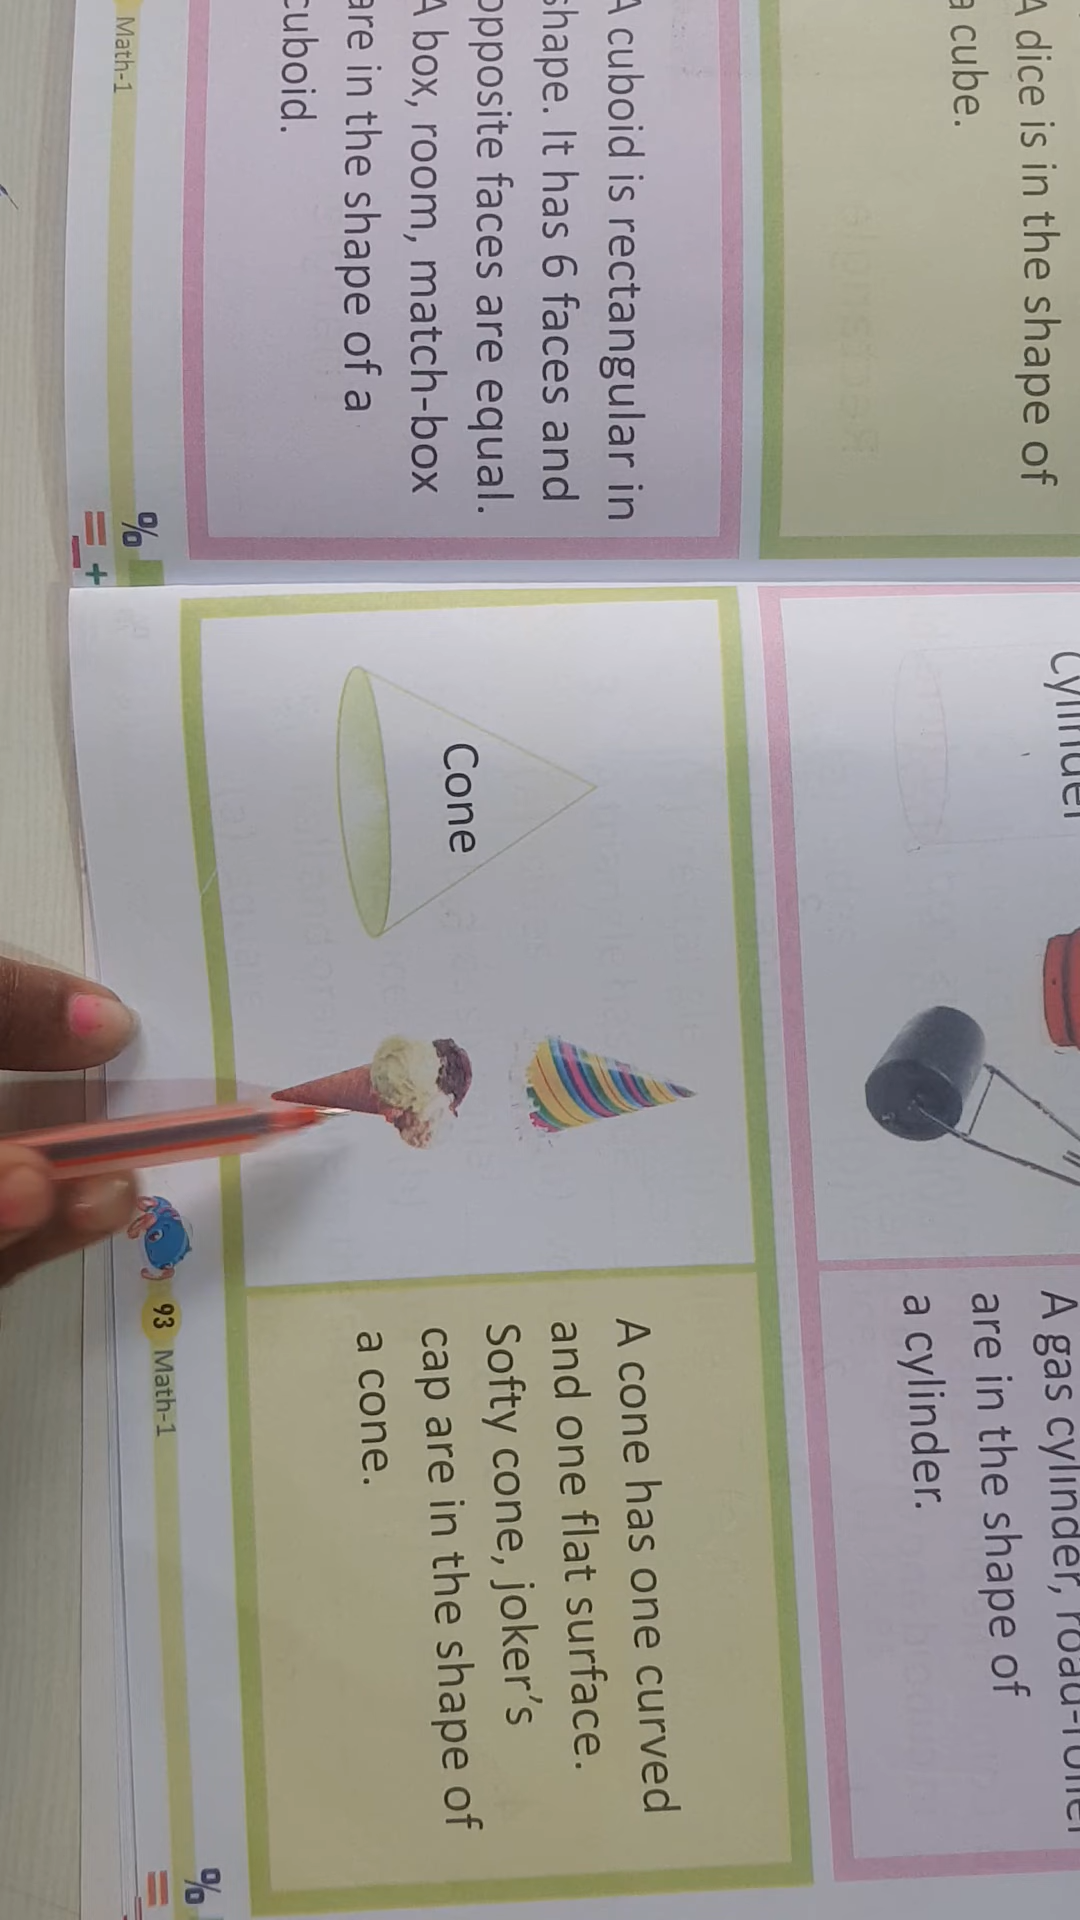 A dice is in the shape of
a cube.
A cuboid is rectangular in
shape. It has 6 faces and
opposite faces are equal.
A box, room, match-box
are in the shape of a
cuboid.
Math-1
%
= +
Cylinder
A gas cylinder, road-roller
are in the shape of
a cylinder.
Cone
A cone has one curved
and one flat surface.
Softy cone, joker's
cap are in the shape of
a cone.
93 Math-1
%
=